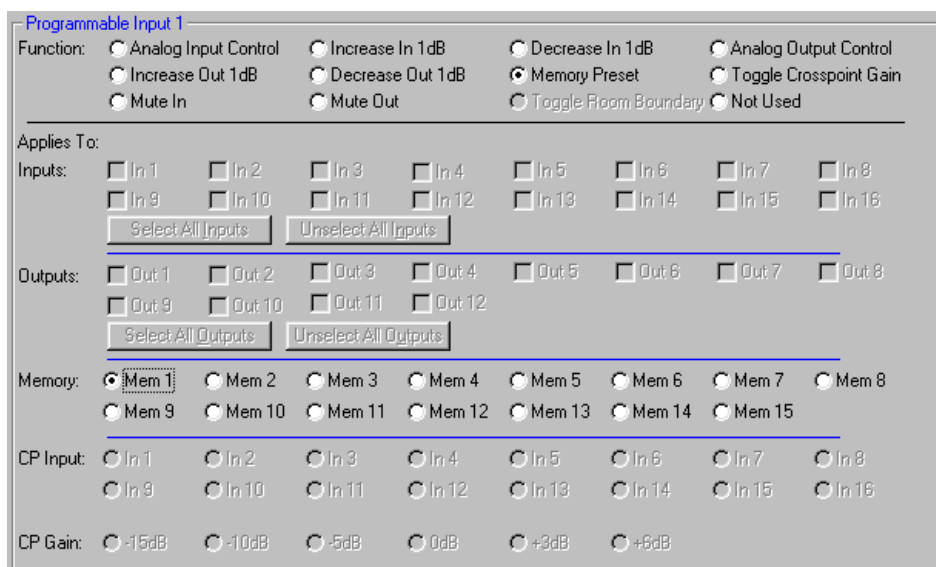 Programmable Input 1
Function: Analog Input Control Increase In 1dB Decrease In 1dB Analog Output Control
Increase Out 1dB Decrease Out 1dB Memory Preset Toggle Crosspoint Gain
Mute In Mute Out Toggle Room Boundary Not Used
Applies To:
Inputs: In 1 In 2 In 3 In 4 In 5 In 6 In 7 In 8
In 9 In 10 In 11 In 12 In 13 In 14 In 15 In 16
Select All Inputs Unselect All Inputs
Outputs: Out 1 Out 2 Out 3 Out 4 Out 5 Out 6 Out 7 Out 8
Out 9 Out 10 Out 11 Out 12
Select All Outputs Unselect All Outputs
Memory: Mem 1 Mem 2 Mem 3 Mem 4 Mem 5 Mem 6 Mem 7 Mem 8
Mem 9 Mem 10 Mem 11 Mem 12 Mem 13 Mem 14 Mem 15
CP Input: In 1 In 2 In 3 In 4 In 5 In 6 In 7 In 8
In 9 In 10 In 11 In 12 In 13 In 14 In 15 In 16
CP Gain: -15dB -10dB -5dB 0dB +3dB +6dB